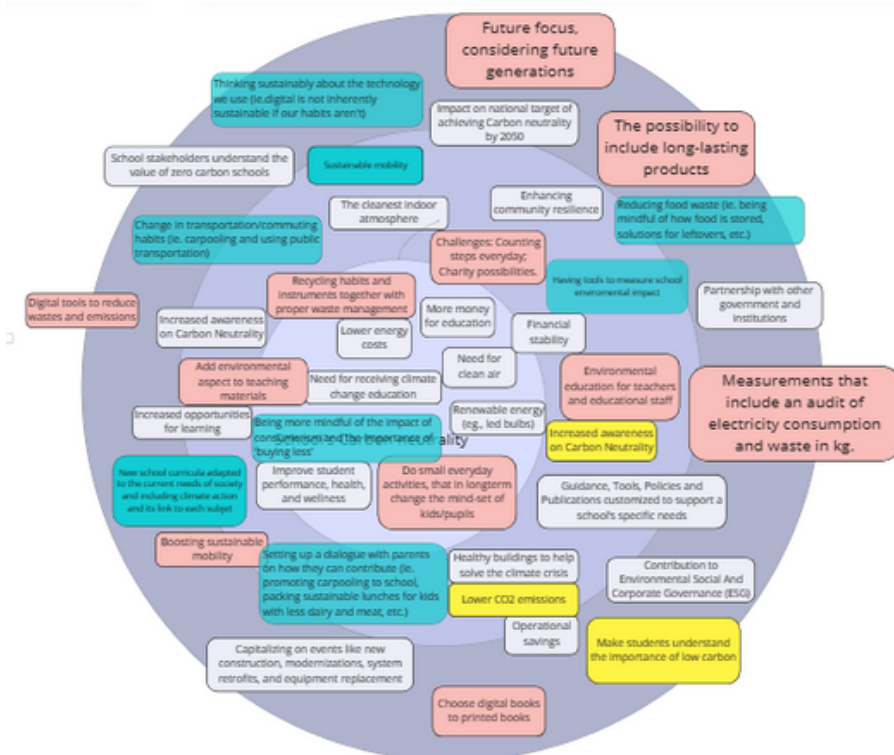 Future focus,
considering future
generations
Thinking sustainably about the technology
we use (ie.digital is not inherently
sustainable if our habits aren't)
Impact on national target of
achieving Carbon neutrality
by 2050
The possibility to
include long-lasting
products
School stakeholders understand the
value of zero carbon schools
Sustainable mobility
The cleanest indoor
atmosphere
Enhancing
community resilience
Reducing food waste (ie. being
mindful of how food is stored,
solutions for leftovers, etc.)
Change in transportation/commuting
habits (ie. carpooling and using public
transportation)
Challenges: Counting
steps everyday;
Charity possibilities.
Recycling habits and
instruments together with
proper waste management
Having tools to measure school
enviromental impact
Partnership with other
government and
institutions
Digital tools to reduce
wastes and emissions
Increased awareness
on Carbon Neutrality
More money
for education
Lower energy
costs
Financial
stability
Need for
clean air
Add environmental
aspect to teaching
materials
Need for receiving climate
change education
Environmental
education for teachers
and educational staff
Measurements that
include an audit of
electricity consumption
and waste in kg.
Increased opportunities
for learning
Being more mindful of the impact of
consumerism and the importance of
'buying less'
Renewable energy
(eg., led bulbs)
Increased awareness
on Carbon Neutrality
New school curricula adapted
to the current needs of society
and including climate action
and its link to each subjet
Improve student
performance, health,
and wellness
Do small everyday
activities, that in longterm
change the mind-set of
kids/pupils
Guidance, Tools, Policies and
Publications customized to support a
school's specific needs
Boosting sustainable
mobility
Setting up a dialogue with parents
on how they can contribute (ie.
promoting carpooling to school,
packing sustainable lunches for kids
with less dairy and meat, etc.)
Healthy buildings to help
solve the climate crisis
Lower CO2 emissions
Contribution to
Environmental Social And
Corporate Governance (ESG)
Operational
savings
Make students understand
the importance of low carbon
Capitalizing on events like new
construction, modernizations, system
retrofits, and equipment replacement
Choose digital books
to printed books